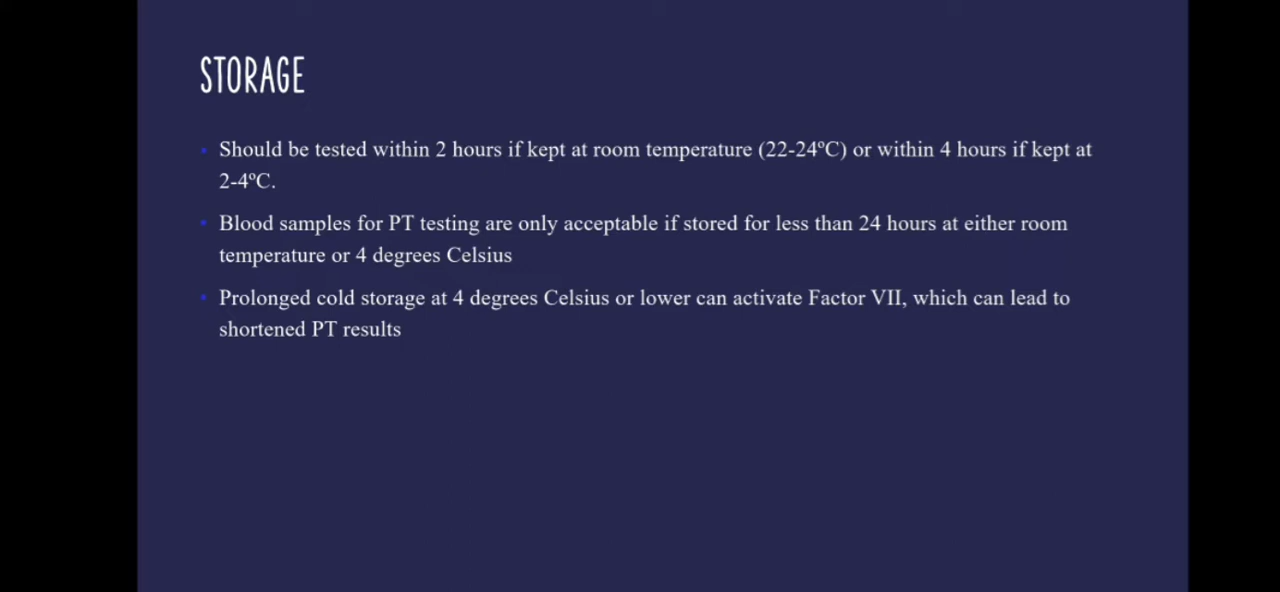 STORAGE
• Should be tested within 2 hours if kept at room temperature (22-24ºC) or within 4 hours if kept at
2-4ºC.
• Blood samples for PT testing are only acceptable if stored for less than 24 hours at either room
temperature or 4 degrees Celsius
• Prolonged cold storage at 4 degrees Celsius or lower can activate Factor VII, which can lead to
shortened PT results